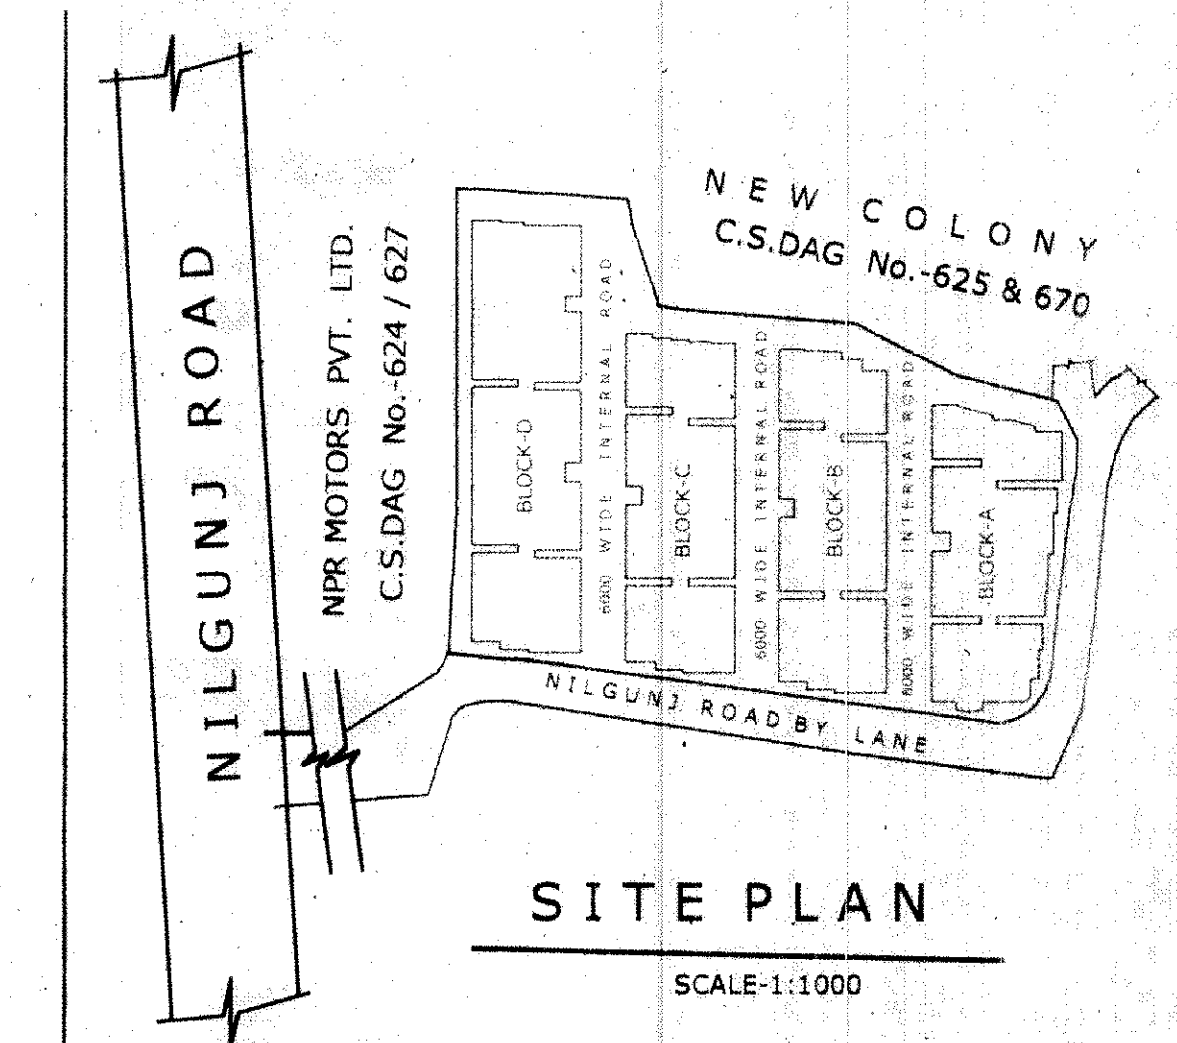 NILGUNJ ROAD
NPR MOTORS PVT. LTD.
C.S.DAG No.-624 / 627
NEW COLONY
C.S.DAG No.-625 & 670
BLOCK-D
6000 WIDE INTERNAL ROAD
BLOCK-C
6000 WIDE INTERNAL ROAD
BLOCK-B
6000 WIDE INTERNAL ROAD
BLOCK-A
NILGUNJ ROAD BY LANE
SITE PLAN
SCALE-1:1000